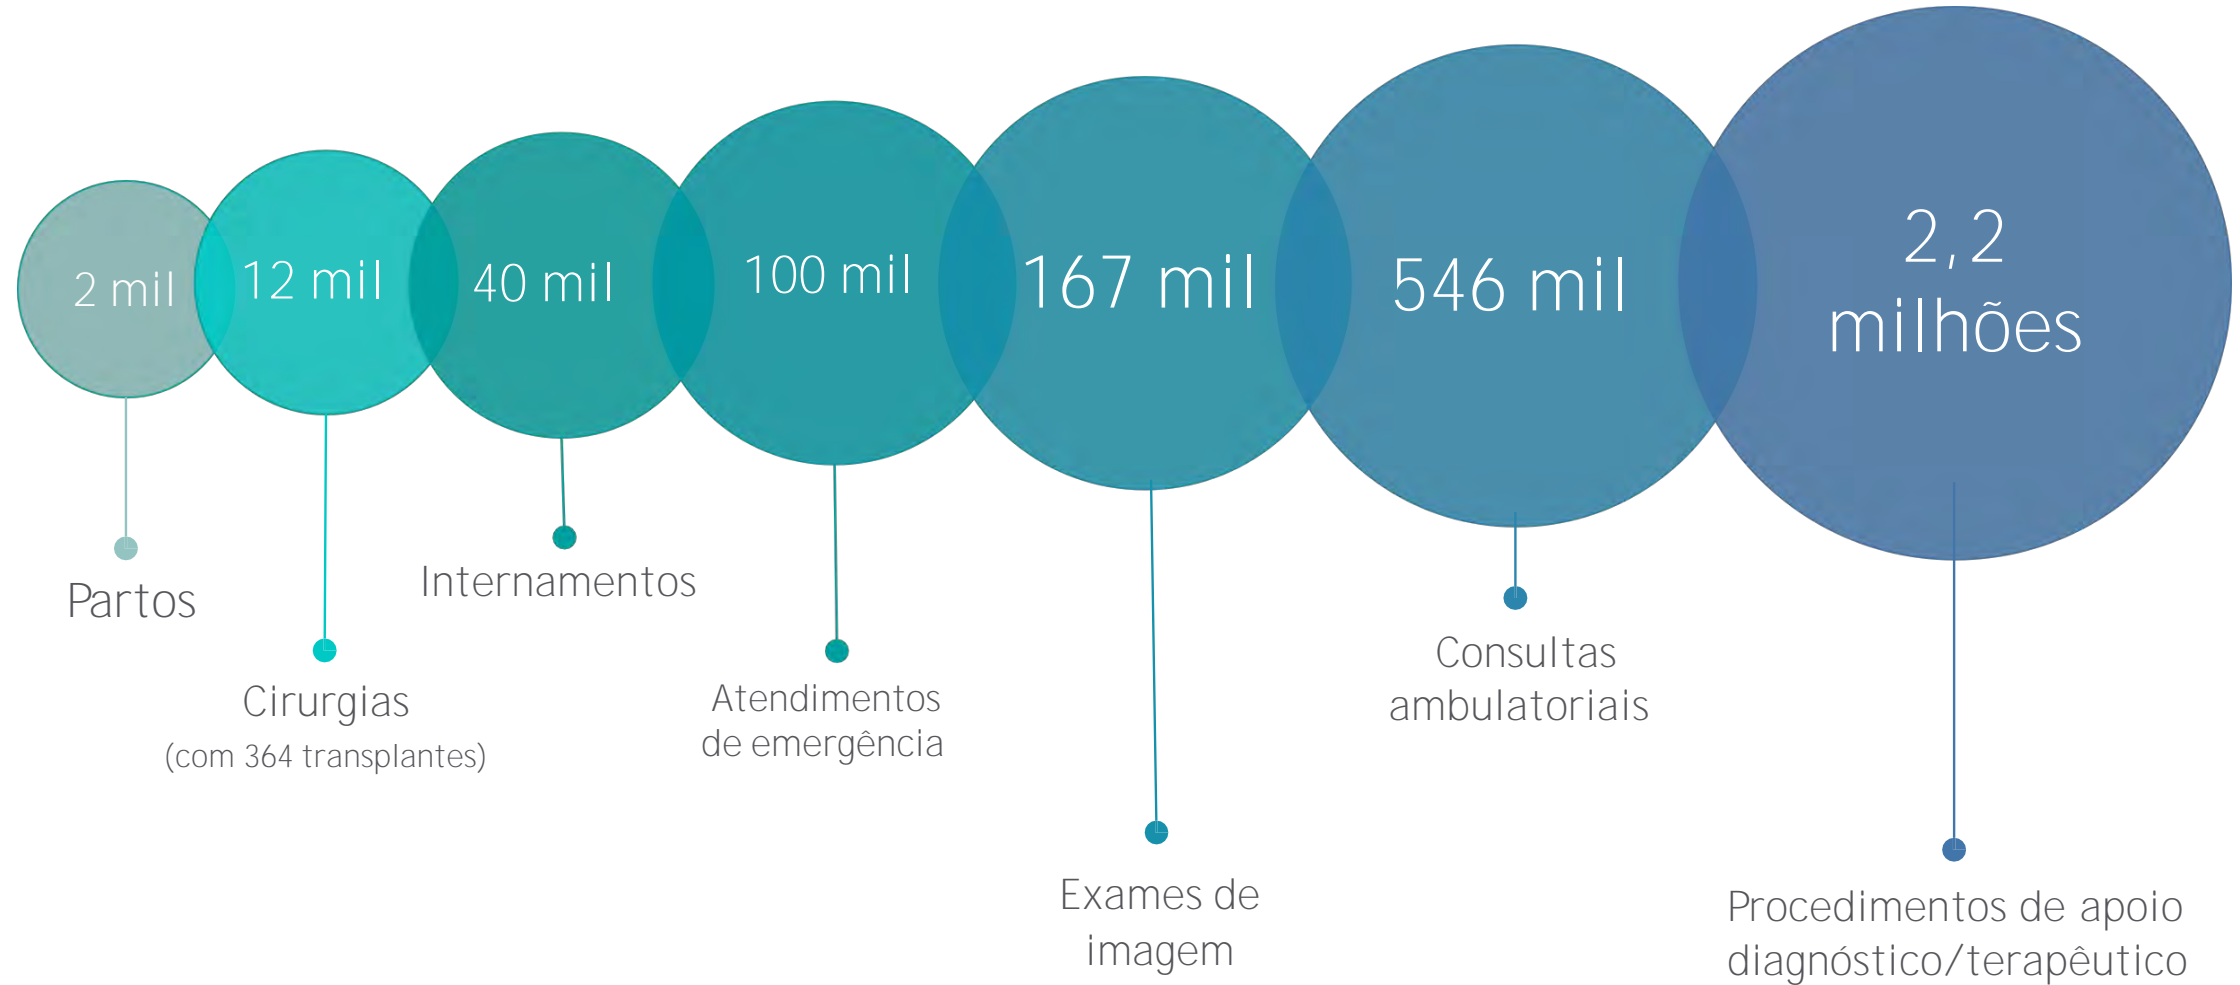 2 mil
12 mil
40 mil
100 mil
167 mil
546 mil
2,2
milhões
Partos
Cirurgias
(com 364 transplantes)
Internamentos
Atendimentos
de emergência
Exames de
imagem
Consultas
ambulatoriais
Procedimentos de apoio
diagnóstico/terapêutico